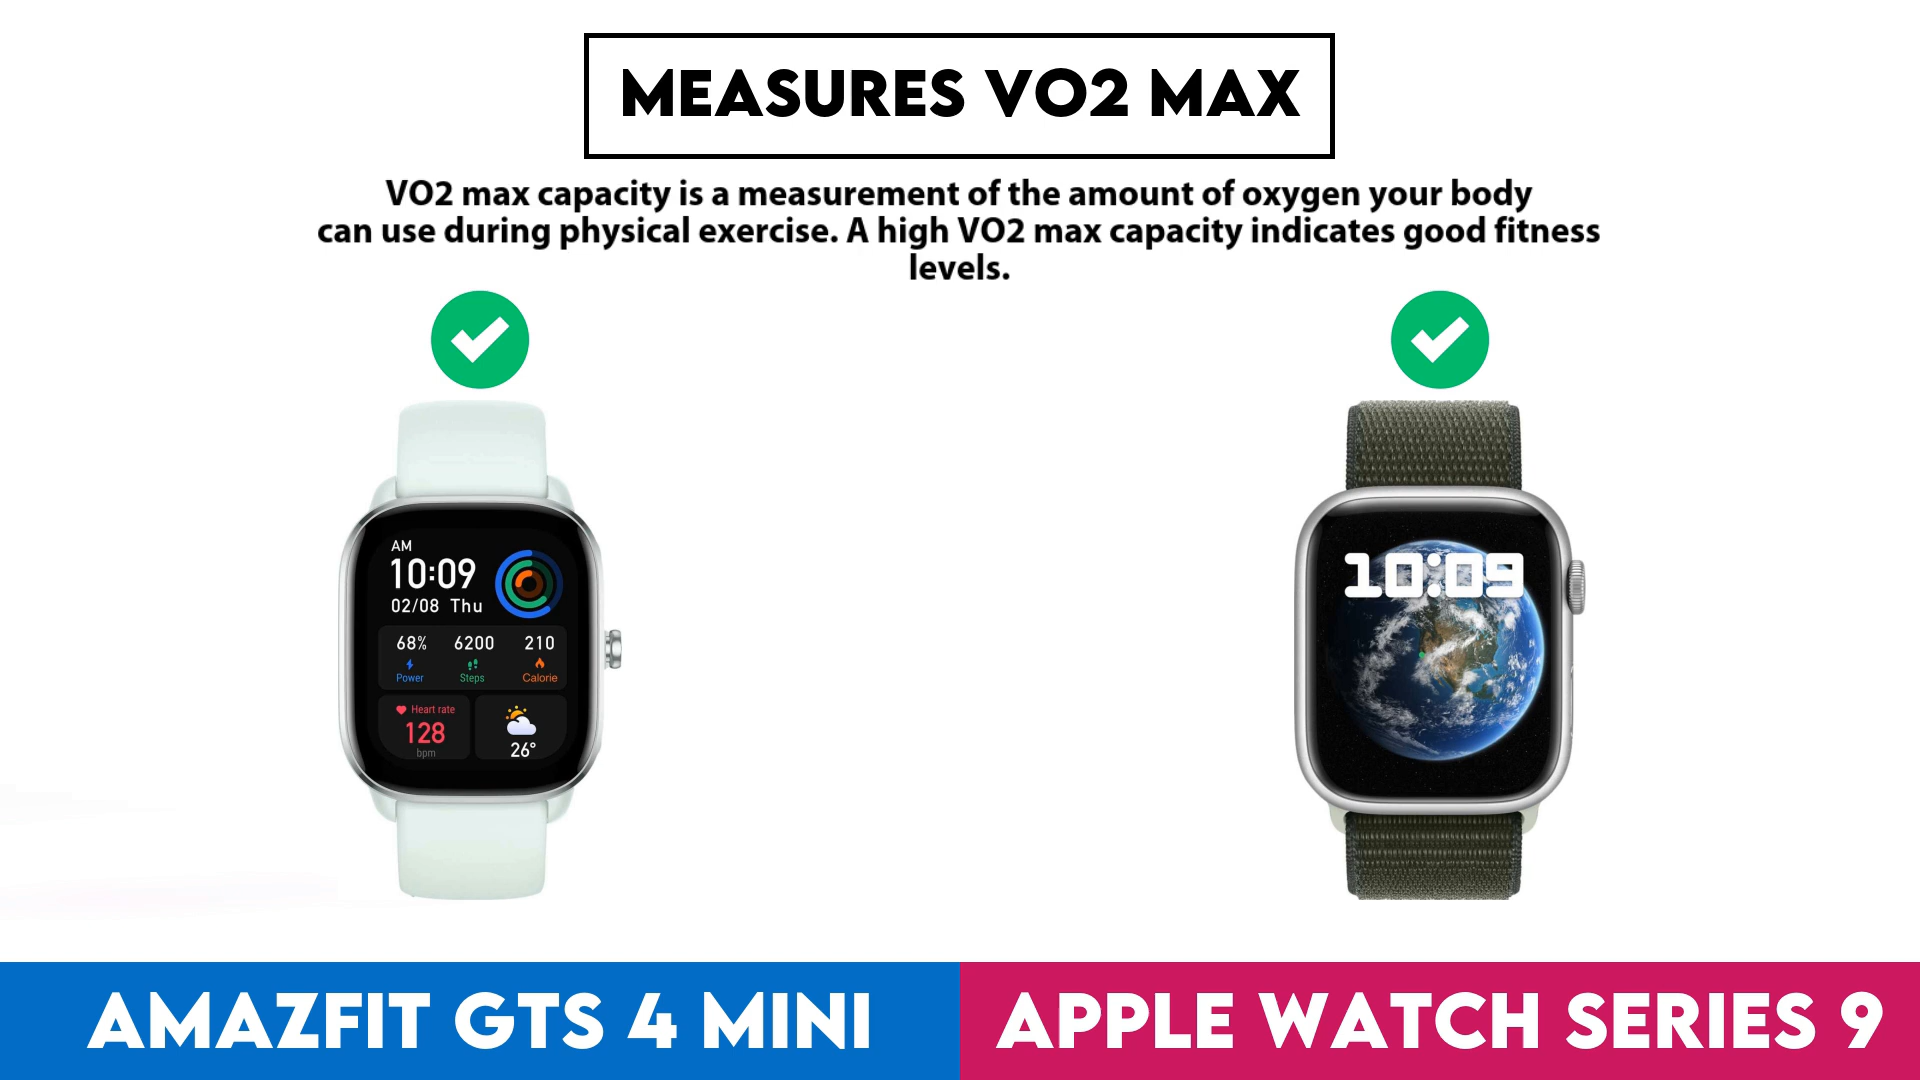 MEASURES VO2 MAX
VO2 max capacity is a measurement of the amount of oxygen your body
can use during physical exercise. A high VO2 max capacity indicates good fitness
levels.
AM
10:09
02/08 Thu
68% 6200 210
Power Steps Calorie
Heart rate
128
bpm
26°
10:09
AMAZFIT GTS 4 MINI
APPLE WATCH SERIES 9